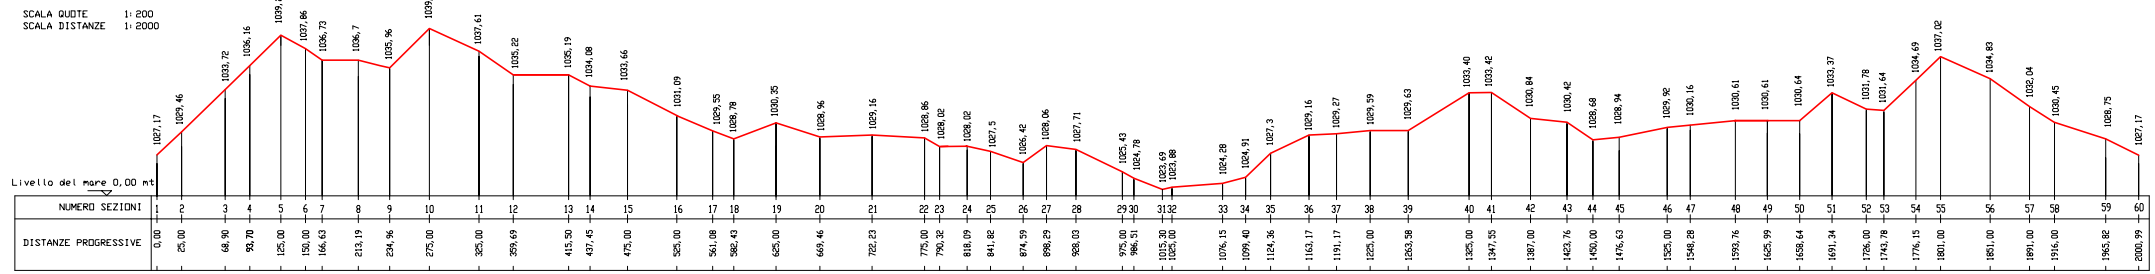 SCALA QUOTE 1:200
SCALA DISTANZE 1:2000
1027,17 1029,46 1033,72 1036,16 1037,86 1036,73 1036,7 1035,96 1037,61 1035,22 1035,19 1034,08 1033,66 1031,09 1029,55 1028,78 1030,35 1028,96 1029,16 1028,86 1028,02 1028,02 1027,5 1026,42 1028,06 1027,71 1025,43 1024,78 1023,69 1023,88 1024,28 1024,91 1027,3 1029,16 1029,27 1029,59 1029,63 1033,40 1033,42 1030,84 1030,42 1028,68 1028,94 1029,92 1030,16 1030,61 1030,61 1030,64 1033,37 1031,78 1031,64 1034,69 1037,02 1034,83 1032,04 1030,45 1028,75 1027,17
Livello del mare 0,00 mt
NUMERO SEZIONI 1 2 3 4 5 6 7 8 9 10 11 12 13 14 15 16 17 18 19 20 21 22 23 24 25 26 27 28 29 30 31 32 33 34 35 36 37 38 39 40 41 42 43 44 45 46 47 48 49 50 51 52 53 54 55 56 57 58 59 60
DISTANZE PROGRESSIVE 0,00 25,00 68,90 93,70 125,00 150,00 166,63 213,19 234,96 275,00 325,00 359,69 415,50 437,45 475,00 525,00 561,08 582,43 625,00 669,46 722,23 775,00 790,32 818,09 841,82 874,59 898,29 928,03 975,00 986,51 1015,30 1025,00 1076,15 1099,40 1124,36 1163,17 1191,17 1225,00 1263,58 1325,00 1347,55 1387,00 1423,76 1450,00 1476,63 1525,00 1548,28 1593,76 1625,99 1658,64 1691,34 1726,00 1743,78 1776,15 1801,00 1851,00 1891,00 1916,00 1965,82 2000,99